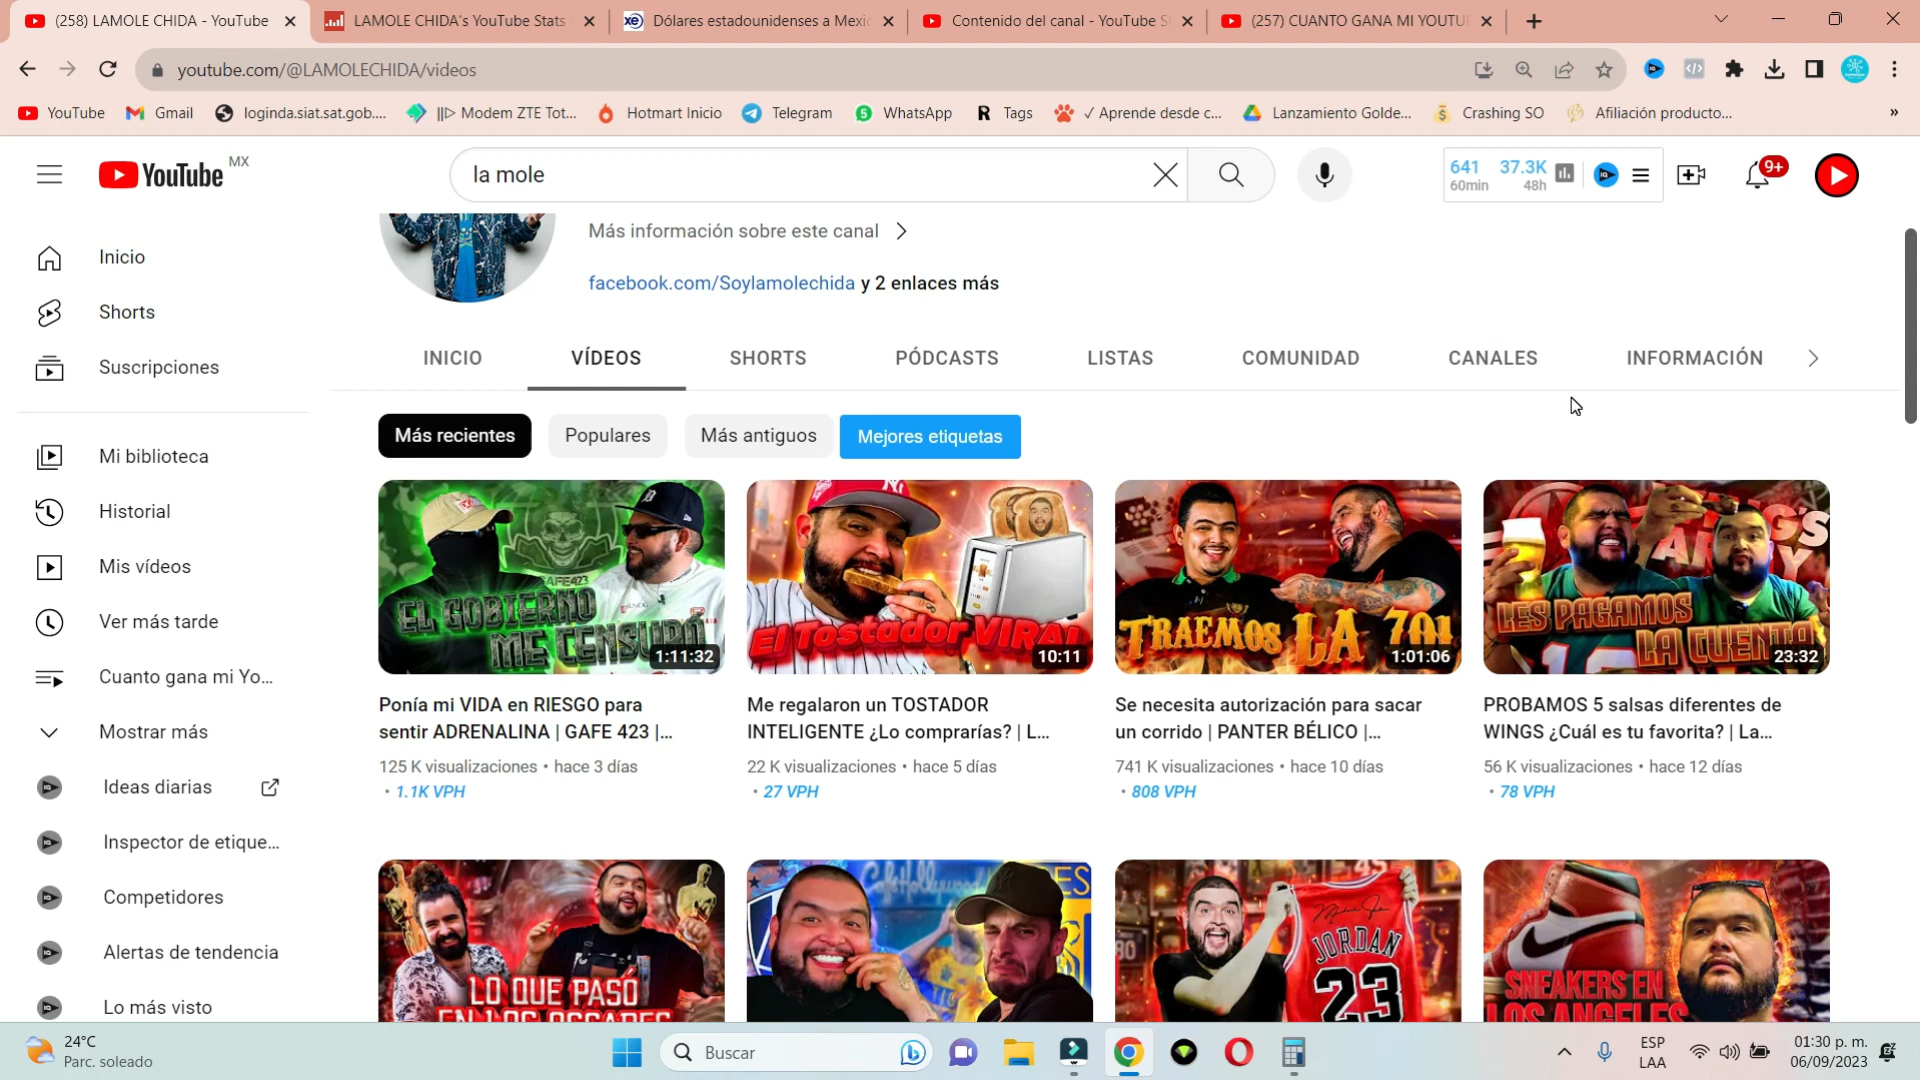 (258) LAMOLE CHIDA - YouTube
LAMOLE CHIDA's YouTube Stats
Dólares estadounidenses a Mexic
Contenido del canal - YouTube S
(257) CUANTO GANA MI YOUTU
youtube.com/@LAMOLECHIDA/videos
YouTube
Gmail
loginda.siat.sat.gob....
||▷ Modem ZTE Tot...
Hotmart Inicio
Telegram
WhatsApp
Tags
✓ Aprende desde c...
Lanzamiento Golde...
Crashing SO
Afiliación producto...
»
YouTube MX
la mole
641 60min
37.3K 48h
9+
Inicio
Shorts
Suscripciones
Mi biblioteca
Historial
Mis vídeos
Ver más tarde
Cuanto gana mi Yo...
Mostrar más
Ideas diarias
Inspector de etique...
Competidores
Alertas de tendencia
Lo más visto
Más información sobre este canal
facebook.com/Soylamolechida y 2 enlaces más
INICIO VÍDEOS SHORTS PÓDCASTS LISTAS COMUNIDAD CANALES INFORMACIÓN
Más recientes Populares Más antiguos Mejores etiquetas
GAFE423
EL GOBIERNO
ME CENSURÓ
1:11:32
Ponía mi VIDA en RIESGO para
sentir ADRENALINA | GAFE 423 |...
125 K visualizaciones • hace 3 días
• 1.1K VPH
El Tostador VIRAL
10:11
Me regalaron un TOSTADOR
INTELIGENTE ¿Lo comprarías? | L...
22 K visualizaciones • hace 5 días
• 27 VPH
TRAEMOS LA 701
1:01:06
Se necesita autorización para sacar
un corrido | PANTER BÉLICO |...
741 K visualizaciones • hace 10 días
• 808 VPH
LES PAGAMOS
LA CUENTA
23:32
PROBAMOS 5 salsas diferentes de
WINGS ¿Cuál es tu favorita? | La...
56 K visualizaciones • hace 12 días
• 78 VPH
LO QUE PASÓ
EN LOS OSCARES
JORDAN
23
SNEAKERS EN
LOS ANGELES
24°C
Parc. soleado
Buscar
ESP
LAA
01:30 p. m.
06/09/2023